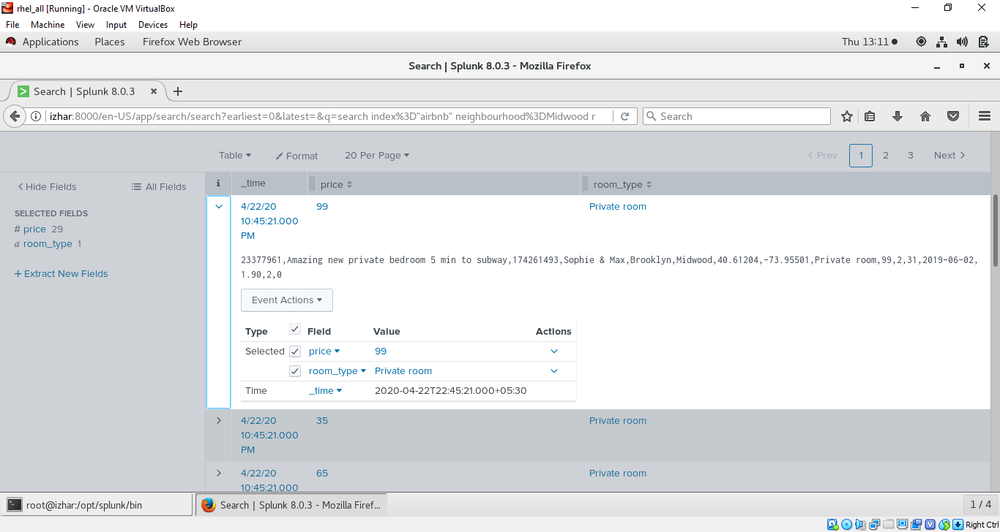 rhel_all [Running] - Oracle VM VirtualBox
File Machine View Input Devices Help
Applications Places Firefox Web Browser Thu 13:11
Search | Splunk 8.0.3 - Mozilla Firefox
Search | Splunk 8.0.3
izhar:8000/en-US/app/search/search?earliest=0&latest=&q=search index%3D"airbnb" neighbourhood%3DMidwood r
Search
Table Format 20 Per Page Prev 1 2 3 Next
Hide Fields All Fields
SELECTED FIELDS
# price 29
a room_type 1
+ Extract New Fields
i _time price room_type
4/22/20 99 Private room
10:45:21.000
PM
23377961,Amazing new private bedroom 5 min to subway,174261493,Sophie & Max,Brooklyn,Midwood,40.61204,-73.95501,Private room,99,2,31,2019-06-02,
1.90,2,0
Event Actions
Type Field Value Actions
Selected price 99
room_type Private room
Time _time 2020-04-22T22:45:21.000+05:30
4/22/20 35 Private room
10:45:21.000
PM
4/22/20 65 Private room
10:45:21.000
root@izhar:/opt/splunk/bin
Search | Splunk 8.0.3 - Mozilla Firef...
1 / 4
Right Ctrl